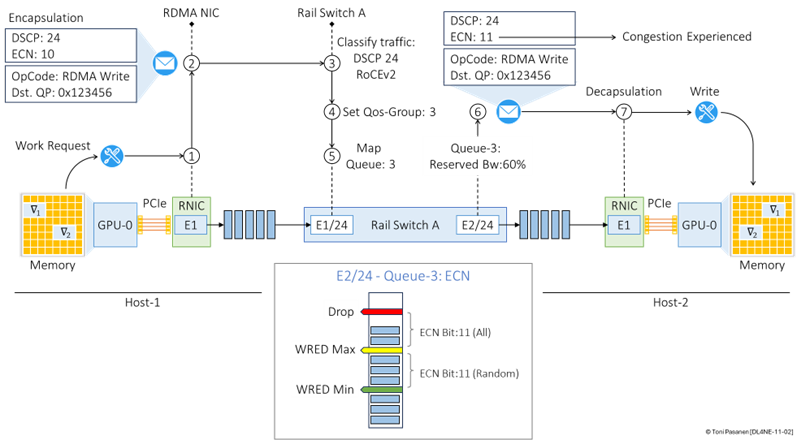 Encapsulation
DSCP: 24
ECN: 10
OpCode: RDMA Write
Dst. QP: 0x123456
RDMA NIC
Rail Switch A
DSCP: 24
ECN: 11
Congestion Experienced
OpCode: RDMA Write
Dst. QP: 0x123456
2
3
Classify traffic:
DSCP 24
RoCEv2
4
Set Qos-Group: 3
5
Map
Queue: 3
6
Queue-3:
Reserved Bw:60%
Decapsulation
7
Write
Work Request
1
∇1
∇2
Memory
GPU-0
PCIe
RNIC
E1
E1/24
Rail Switch A
E2/24
RNIC
E1
PCIe
GPU-0
∇1
∇2
Memory
Host-1
Host-2
E2/24 - Queue-3: ECN
Drop
ECN Bit:11 (All)
WRED Max
ECN Bit:11 (Random)
WRED Min
© Toni Pasanen [DL4NE-11-02]